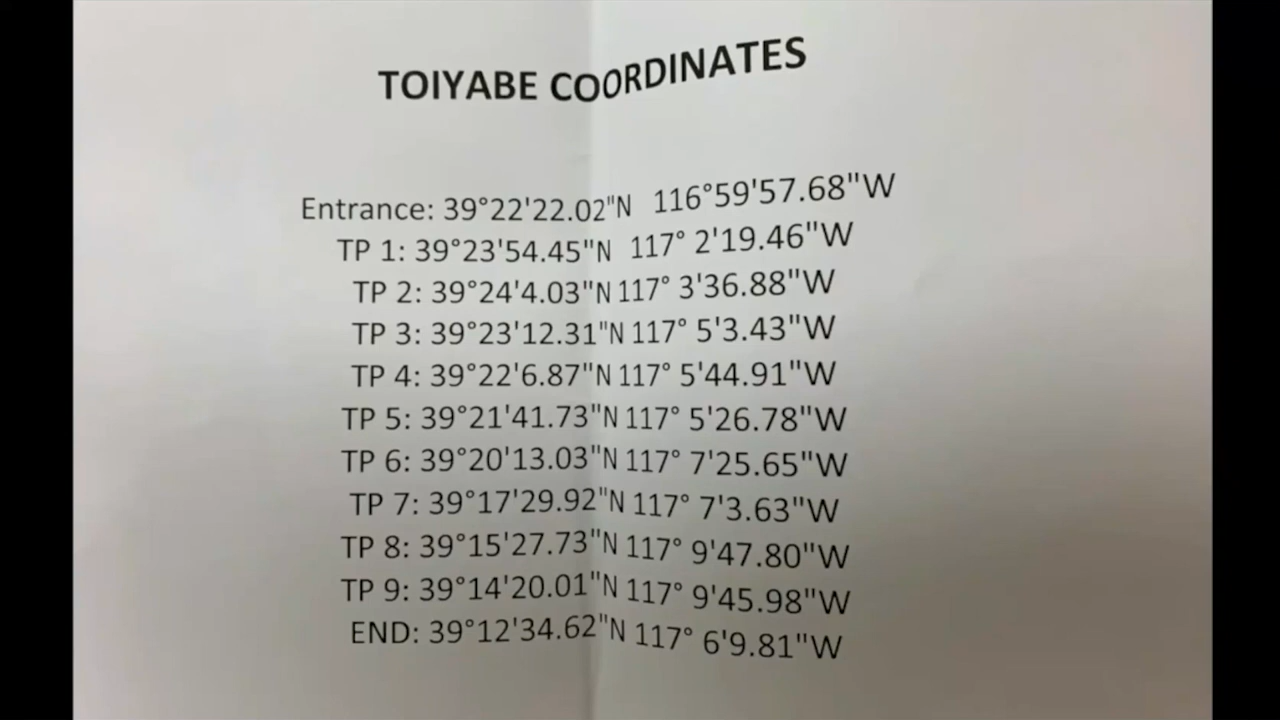 TOIYABE COORDINATES
Entrance: 39°22'22.02"N 116°59'57.68"W
TP 1: 39°23'54.45"N 117° 2'19.46"W
TP 2: 39°24'4.03"N 117° 3'36.88"W
TP 3: 39°23'12.31"N 117° 5'3.43"W
TP 4: 39°22'6.87"N 117° 5'44.91"W
TP 5: 39°21'41.73"N 117° 5'26.78"W
TP 6: 39°20'13.03"N 117° 7'25.65"W
TP 7: 39°17'29.92"N 117° 7'3.63"W
TP 8: 39°15'27.73"N 117° 9'47.80"W
TP 9: 39°14'20.01"N 117° 9'45.98"W
END: 39°12'34.62"N 117° 6'9.81"W